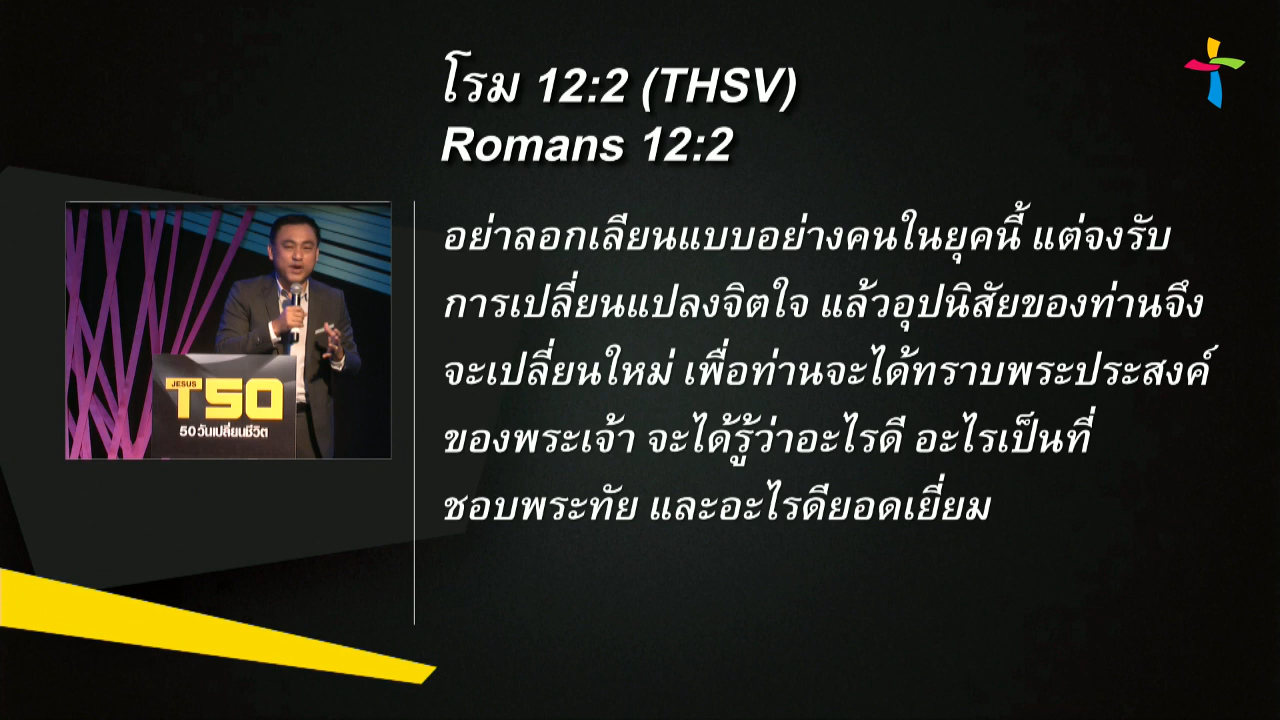 โรม 12:2 (THSV)
Romans 12:2
อย่าลอกเลียนแบบอย่างคนในยุคนี้ แต่จงรับ
การเปลี่ยนแปลงจิตใจ แล้วอุปนิสัยของท่านจึง
จะเปลี่ยนใหม่ เพื่อท่านจะได้ทราบพระประสงค์
ของพระเจ้า จะได้รู้ว่าอะไรดี อะไรเป็นที่
ชอบพระทัย และอะไรดียอดเยี่ยม
JESUS
T50
50 วันเปลี่ยนชีวิต